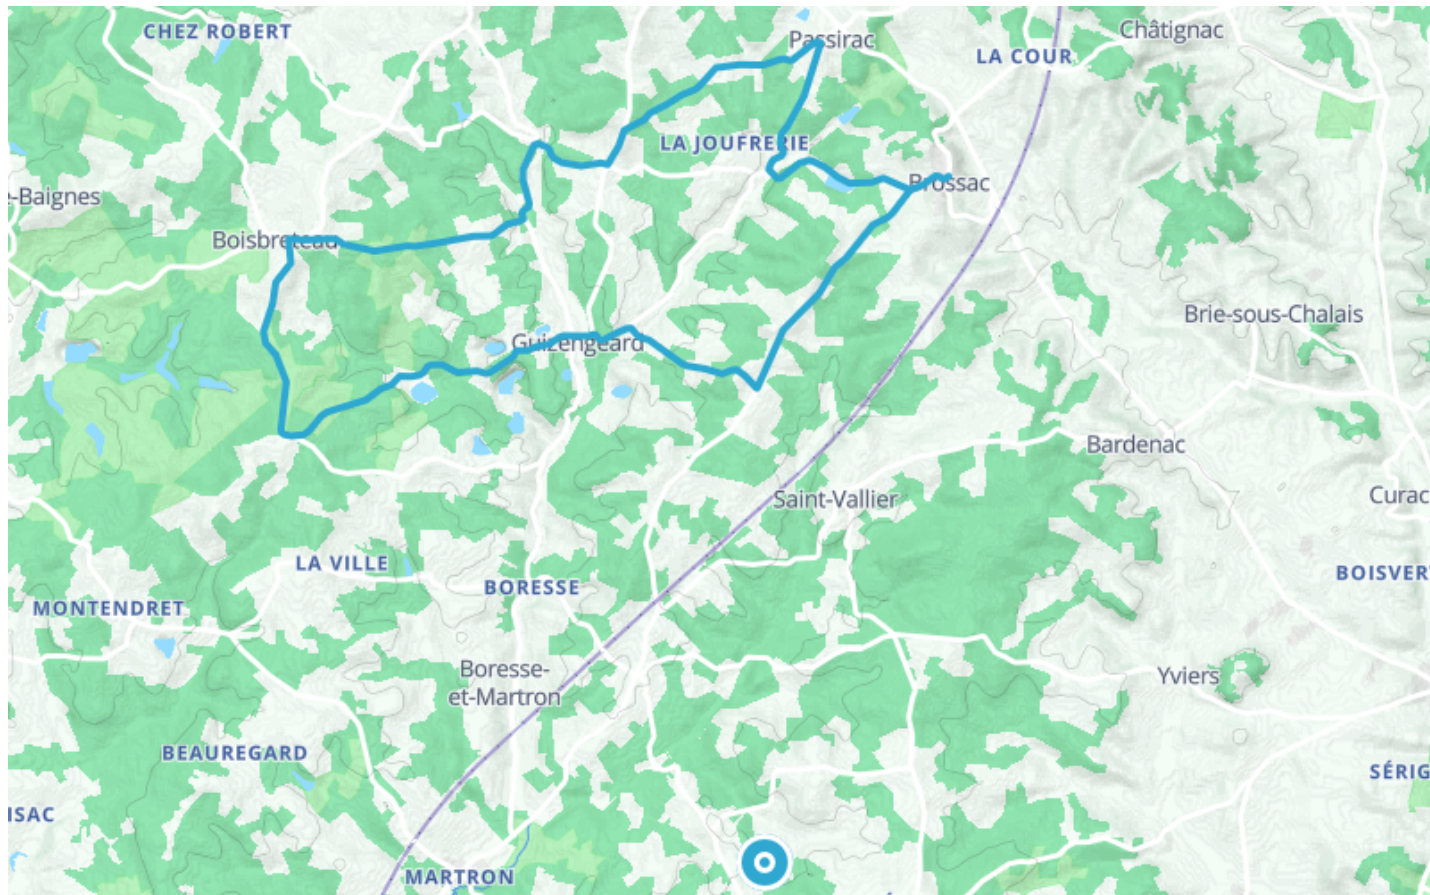 CHEZ ROBERT
Passirac
Châtignac
LA COUR
LA JOUFRERIE
Brossac
e-Baignes
Boisbreteau
Brie-sous-Chalais
Guizengeard
Bardenac
Saint-Vallier
Curac
LA VILLE
BORESSE
BOISVER
MONTENDRET
Boresse-
et-Martron
Yviers
BEAUREGARD
SÉRIG
ISAC
MARTRON